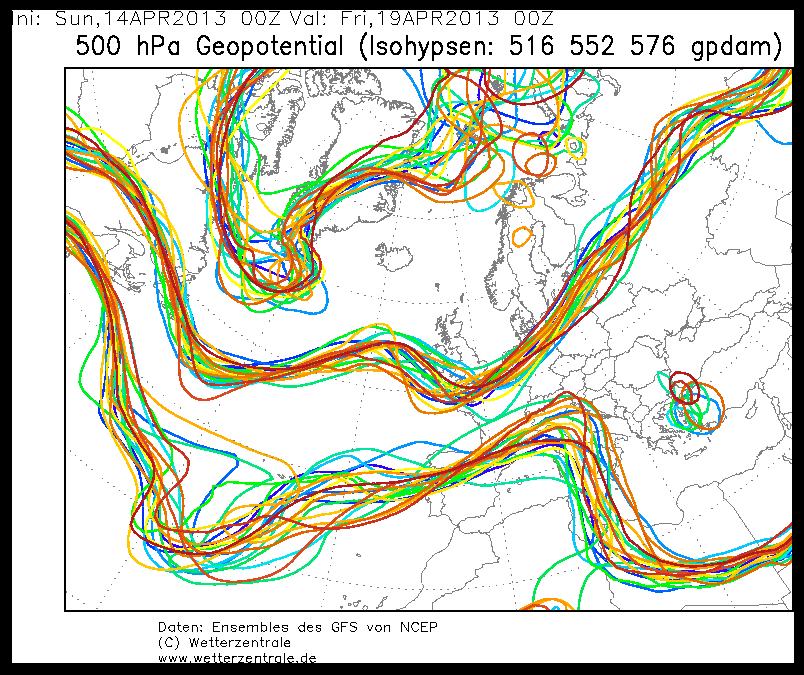 Ini: Sun,14APR2013 00Z Val: Fri,19APR2013 00Z
500 hPa Geopotential (Isohypsen: 516 552 576 gpdam)
Daten: Ensembles des GFS von NCEP
(C) Wetterzentrale
www.wetterzentrale.de